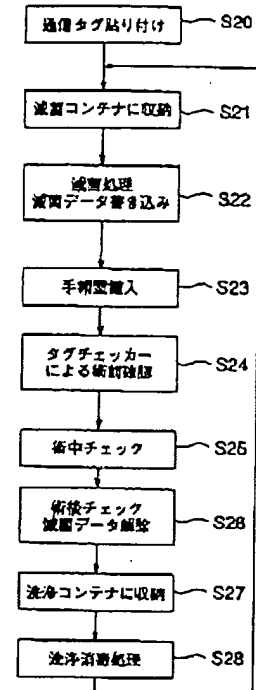 通信タグ貼り付け
S20
滅菌コンテナに収納
S21
滅菌処理
滅菌データ書き込み
S22
手術室搬入
S23
タグチェッカー
による術前確認
S24
術中チェック
S25
術後チェック
滅菌データ解除
S26
洗浄コンテナに収納
S27
洗浄消毒処理
S28